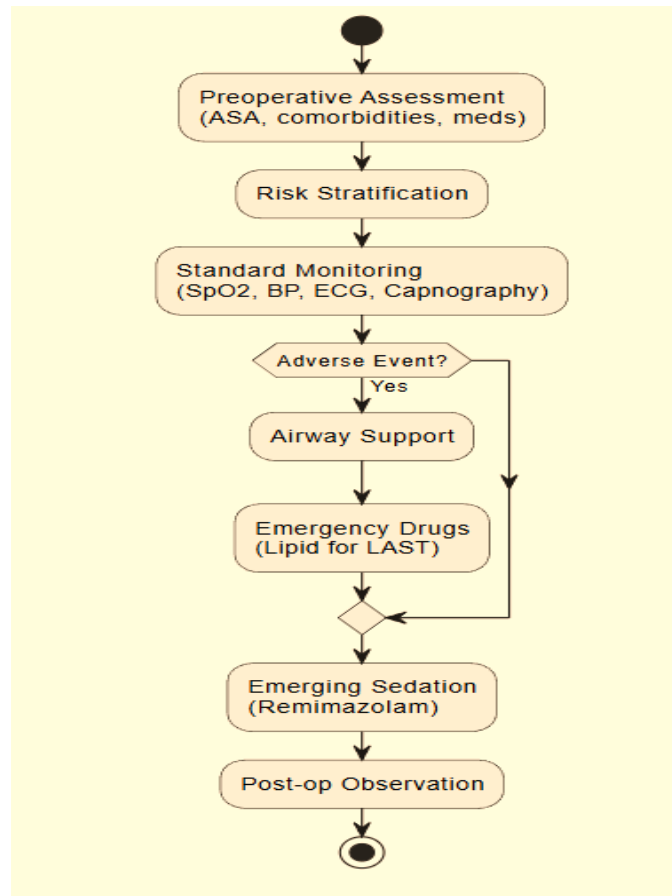 Preoperative Assessment
(ASA, comorbidities, meds)
Risk Stratification
Standard Monitoring
(SpO2, BP, ECG, Capnography)
Adverse Event?
Yes
Airway Support
Emergency Drugs
(Lipid for LAST)
Emerging Sedation
(Remimazolam)
Post-op Observation